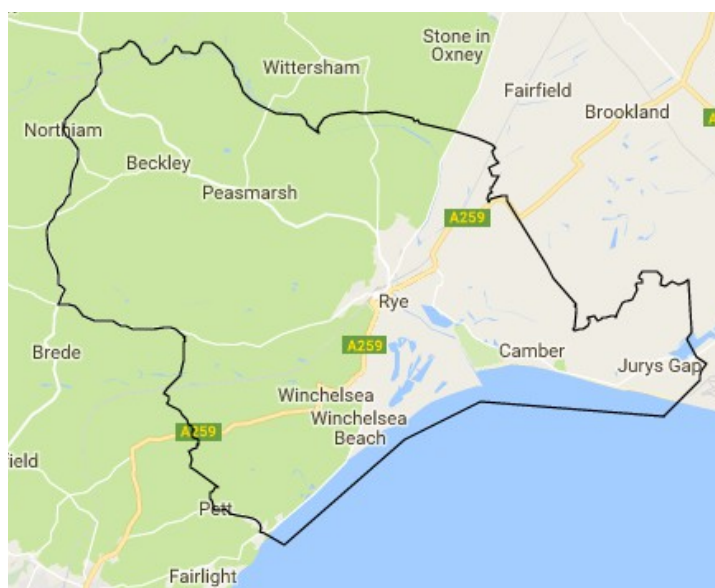 Stone in
Oxney
Wittersham
Fairfield
Brookland
Northiam
Beckley
Peasmarsh
A259
Rye
A259
Brede
Camber
Jurys Gap
Winchelsea
Winchelsea
Beach
A259
field
Pett
Fairlight